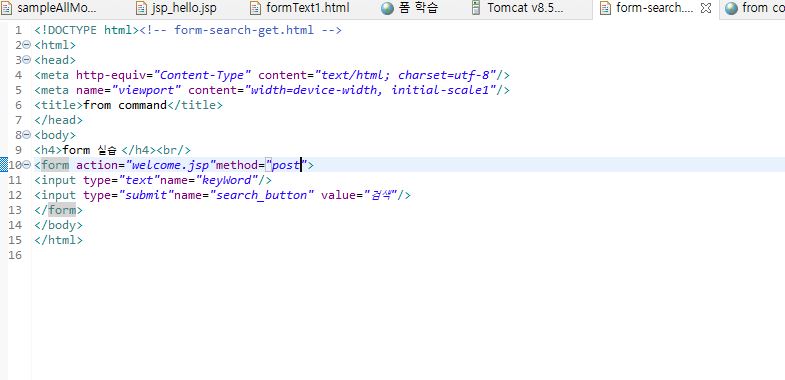 sampleAllMo... jsp_hello.jsp formText1.html 폼 학습 Tomcat v8.5... form-search.... from co
1 <!DOCTYPE html><!-- form-search-get.html -->
2 <html>
3 <head>
4 <meta http-equiv="Content-Type" content="text/html; charset=utf-8"/>
5 <meta name="viewport" content="width=device-width, initial-scale1"/>
6 <title>from command</title>
7 </head>
8 <body>
9 <h4>form 실습 </h4><br/>
10 <form action="welcome.jsp"method="post">
11 <input type="text"name="keyWord"/>
12 <input type="submit"name="search_button" value="검색"/>
13 </form>
14 </body>
15 </html>
16